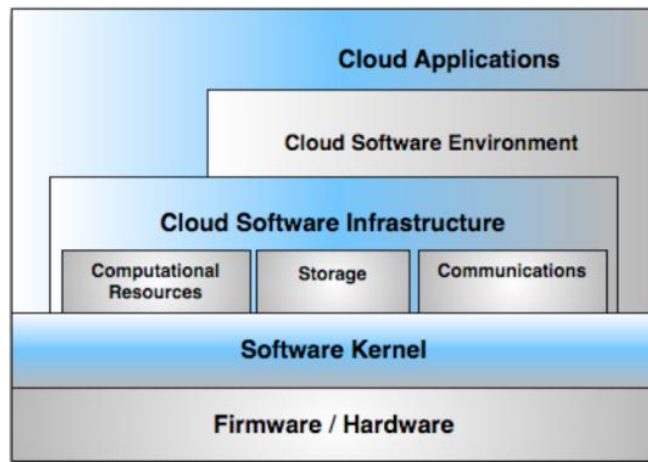 Cloud Applications
Cloud Software Environment
Cloud Software Infrastructure
Computational
Resources
Storage
Communications
Software Kernel
Firmware / Hardware